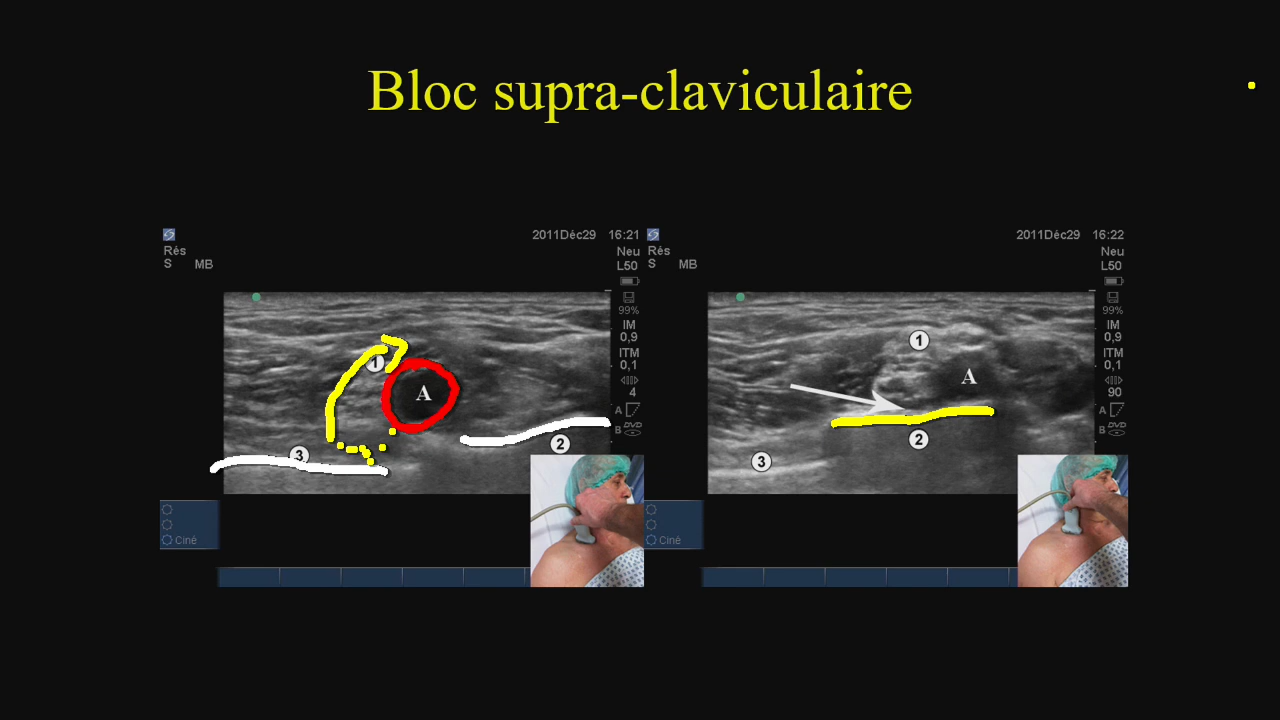 Bloc supra-claviculaire
2011Déc29 16:21
Rés
S MB
Neu
L50
99%
IM
0,9
ITM
0,1
4
A
B DVD
1
A
2
3
Ciné
2011Déc29 16:22
Rés
S MB
Neu
L50
99%
IM
0,9
ITM
0,1
90
A
B DVD
1
A
2
3
Ciné